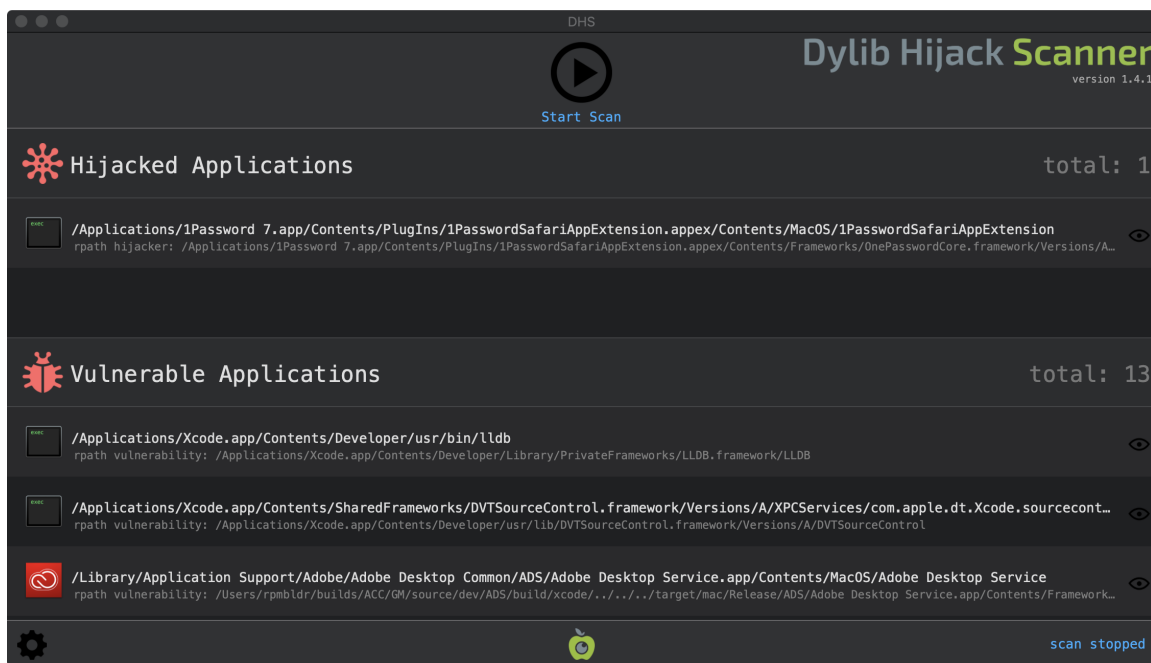 DHS
Dylib Hijack Scanner
version 1.4.1
Start Scan
Hijacked Applications
total: 1
exec
/Applications/1Password 7.app/Contents/PlugIns/1PasswordSafariAppExtension.appex/Contents/MacOS/1PasswordSafariAppExtension
rpath hijacker: /Applications/1Password 7.app/Contents/PlugIns/1PasswordSafariAppExtension.appex/Contents/Frameworks/OnePasswordCore.framework/Versions/A…
Vulnerable Applications
total: 13
exec
/Applications/Xcode.app/Contents/Developer/usr/bin/lldb
rpath vulnerability: /Applications/Xcode.app/Contents/Developer/Library/PrivateFrameworks/LLDB.framework/LLDB
exec
/Applications/Xcode.app/Contents/SharedFrameworks/DVTSourceControl.framework/Versions/A/XPCServices/com.apple.dt.Xcode.sourcecont…
rpath vulnerability: /Applications/Xcode.app/Contents/Developer/usr/lib/DVTSourceControl.framework/Versions/A/DVTSourceControl
/Library/Application Support/Adobe/Adobe Desktop Common/ADS/Adobe Desktop Service.app/Contents/MacOS/Adobe Desktop Service
rpath vulnerability: /Users/rpmbldr/builds/ACC/GM/source/dev/ADS/build/xcode/../../../target/mac/Release/ADS/Adobe Desktop Service.app/Contents/Framework…
scan stopped